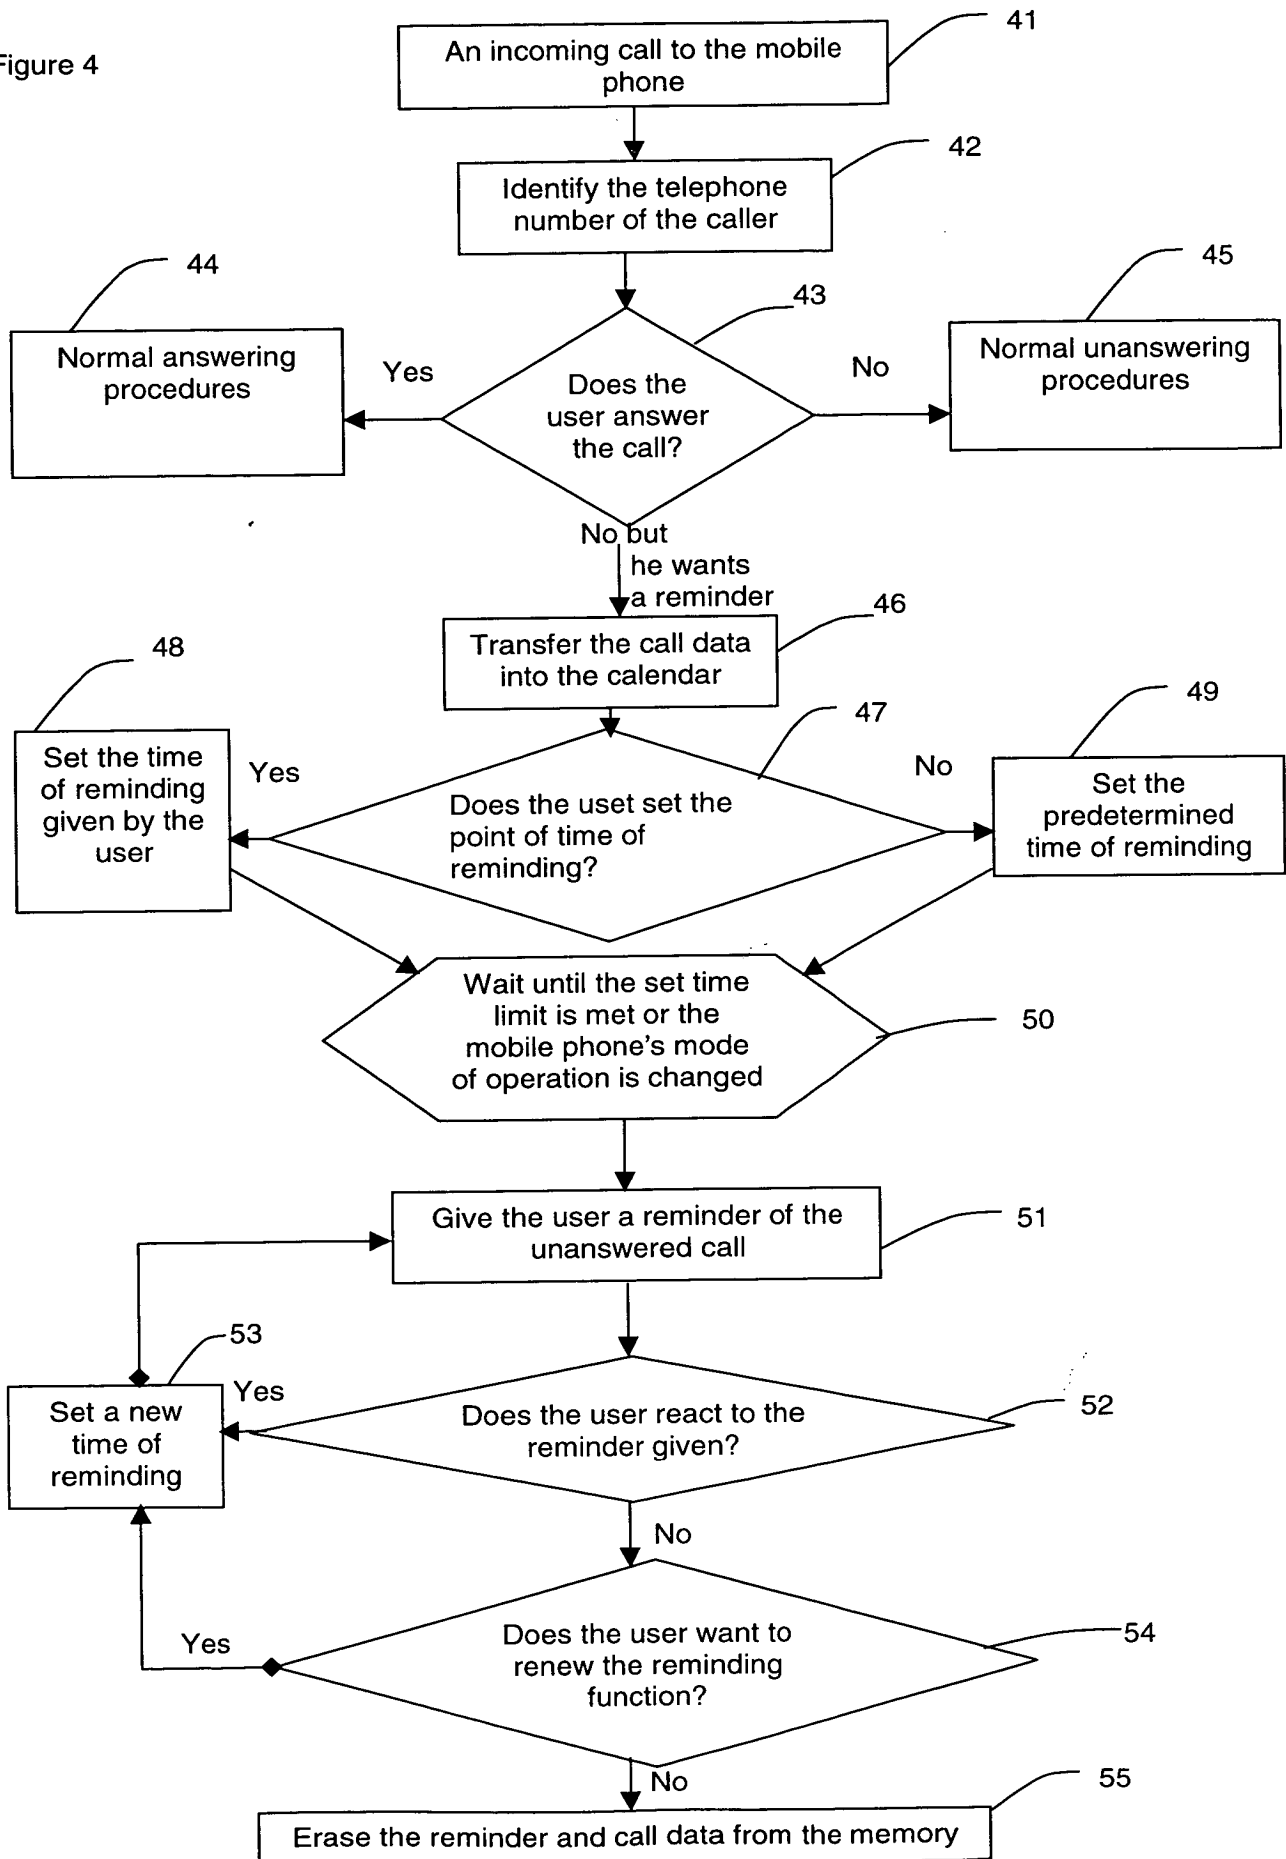 41
An incoming call to the mobile
phone
Figure 4
42
Identify the telephone
number of the caller
44
45
43
Normal answering
procedures
Yes
Does the
user answer
the call?
No
Normal unanswering
procedures
No but
he wants
a reminder
46
Transfer the call data
into the calendar
48
49
47
Set the time
of reminding
given by the
user
Yes
Does the uset set the
point of time of
reminding?
No
Set the
predetermined
time of reminding
Wait until the set time
limit is met or the
mobile phone's mode
of operation is changed
50
Give the user a reminder of the
unanswered call
51
53
Set a new
time of
reminding
Yes
Does the user react to the
reminder given?
52
No
Yes
Does the user want to
renew the reminding
function?
54
No
55
Erase the reminder and call data from the memory